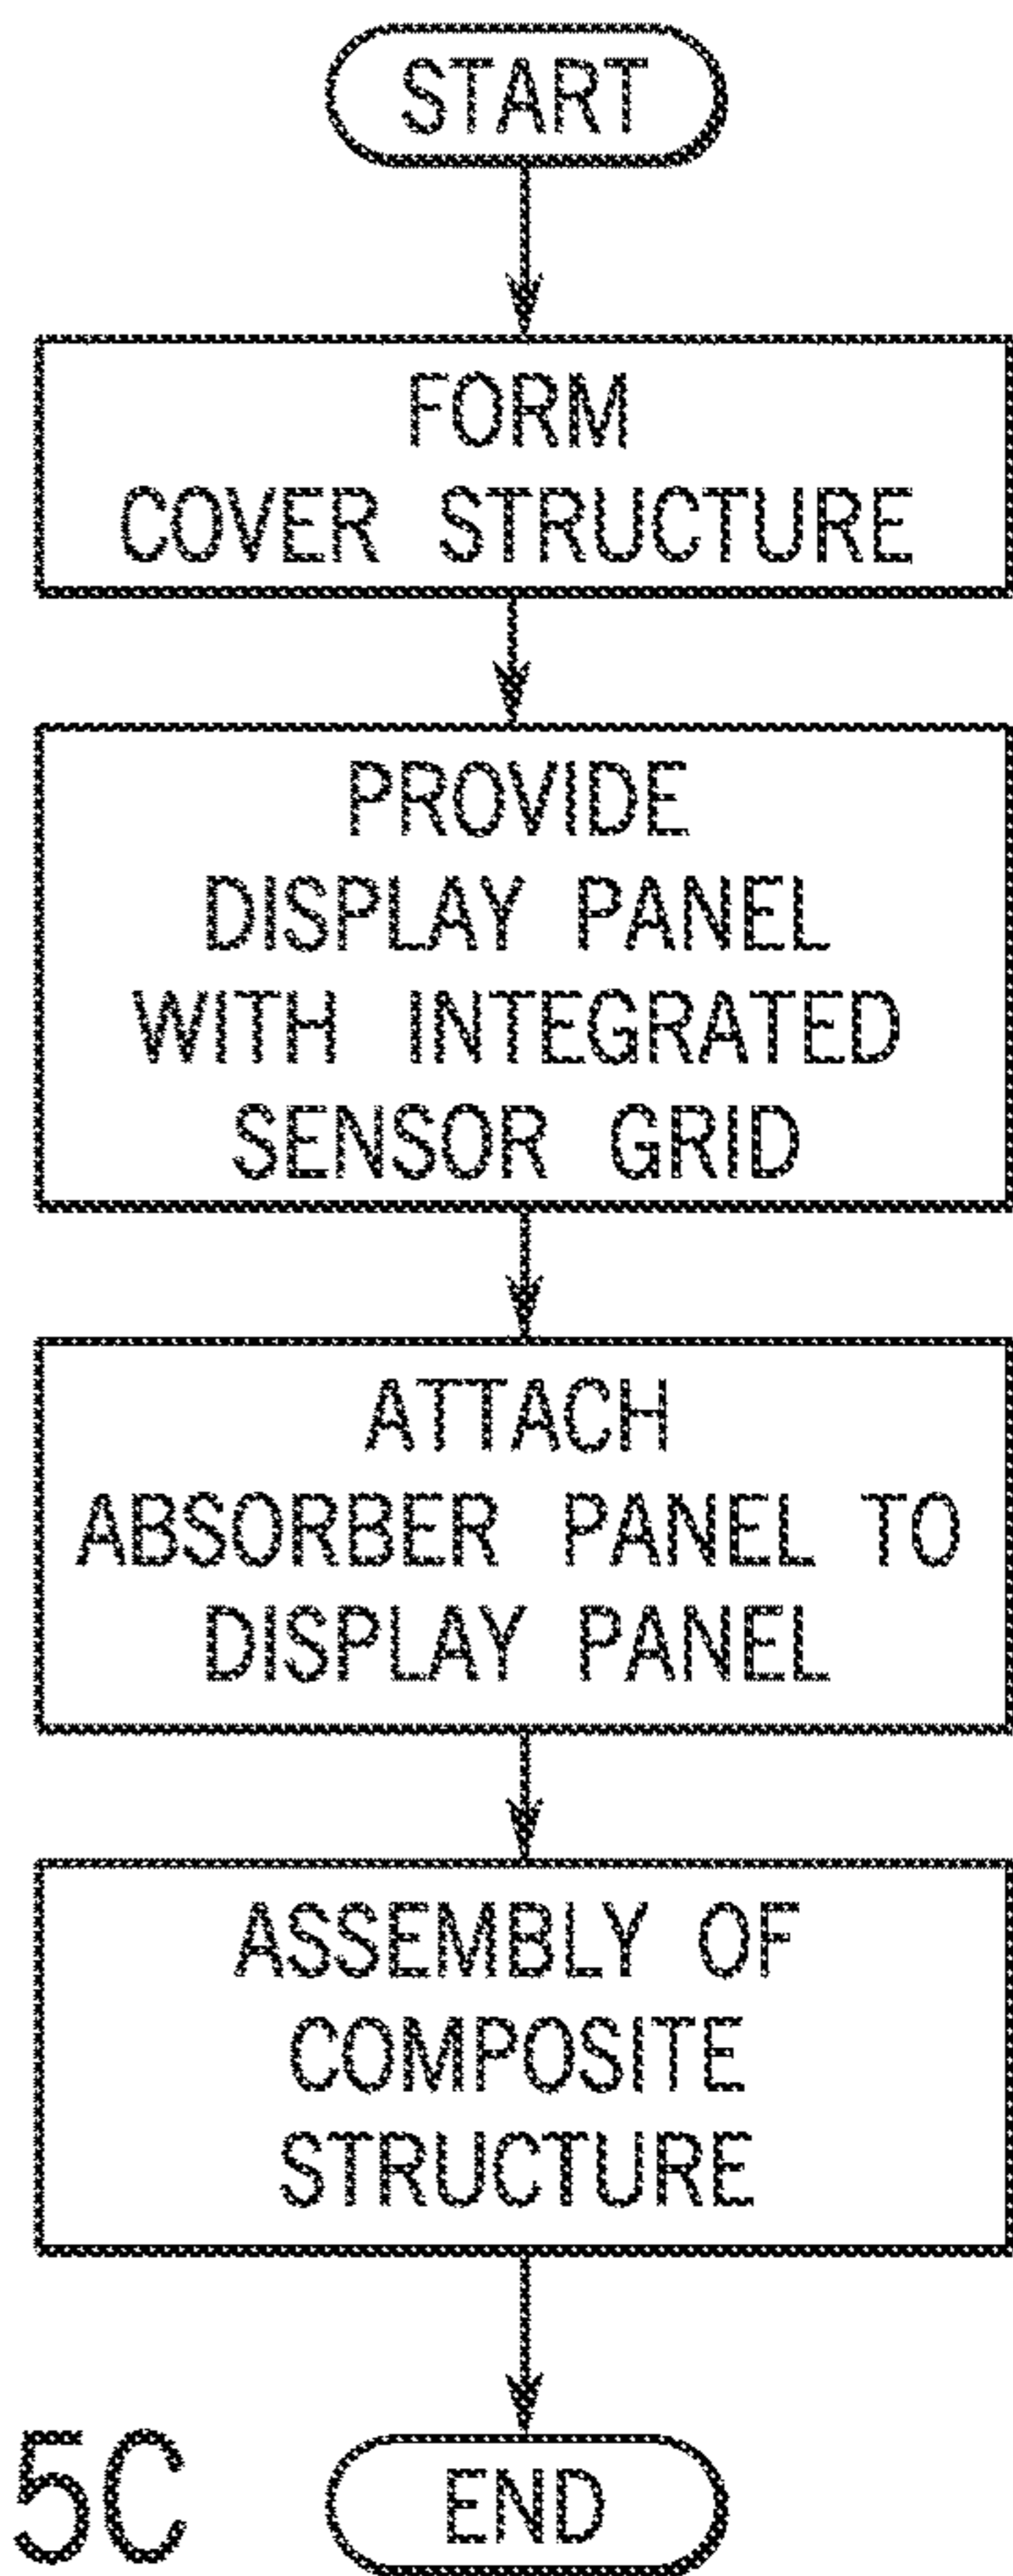 START
FORM
COVER STRUCTURE
PROVIDE
DISPLAY PANEL
WITH INTEGRATED
SENSOR GRID
ATTACH
ABSORBER PANEL TO
DISPLAY PANEL
ASSEMBLY OF
COMPOSITE
STRUCTURE
5C
END